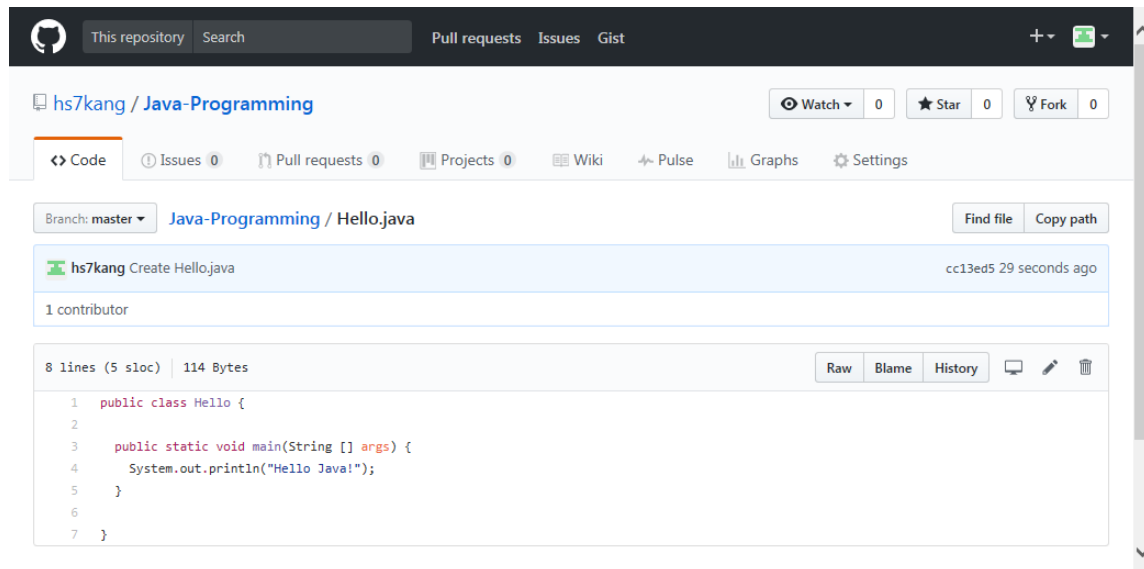 This repository Search Pull requests Issues Gist
hs7kang / Java-Programming Watch 0 Star 0 Fork 0
<> Code Issues 0 Pull requests 0 Projects 0 Wiki Pulse Graphs Settings
Branch: master Java-Programming / Hello.java Find file Copy path
hs7kang Create Hello.java cc13ed5 29 seconds ago
1 contributor
8 lines (5 sloc) 114 Bytes Raw Blame History
1 public class Hello {
2
3 public static void main(String [] args) {
4 System.out.println("Hello Java!");
5 }
6
7 }